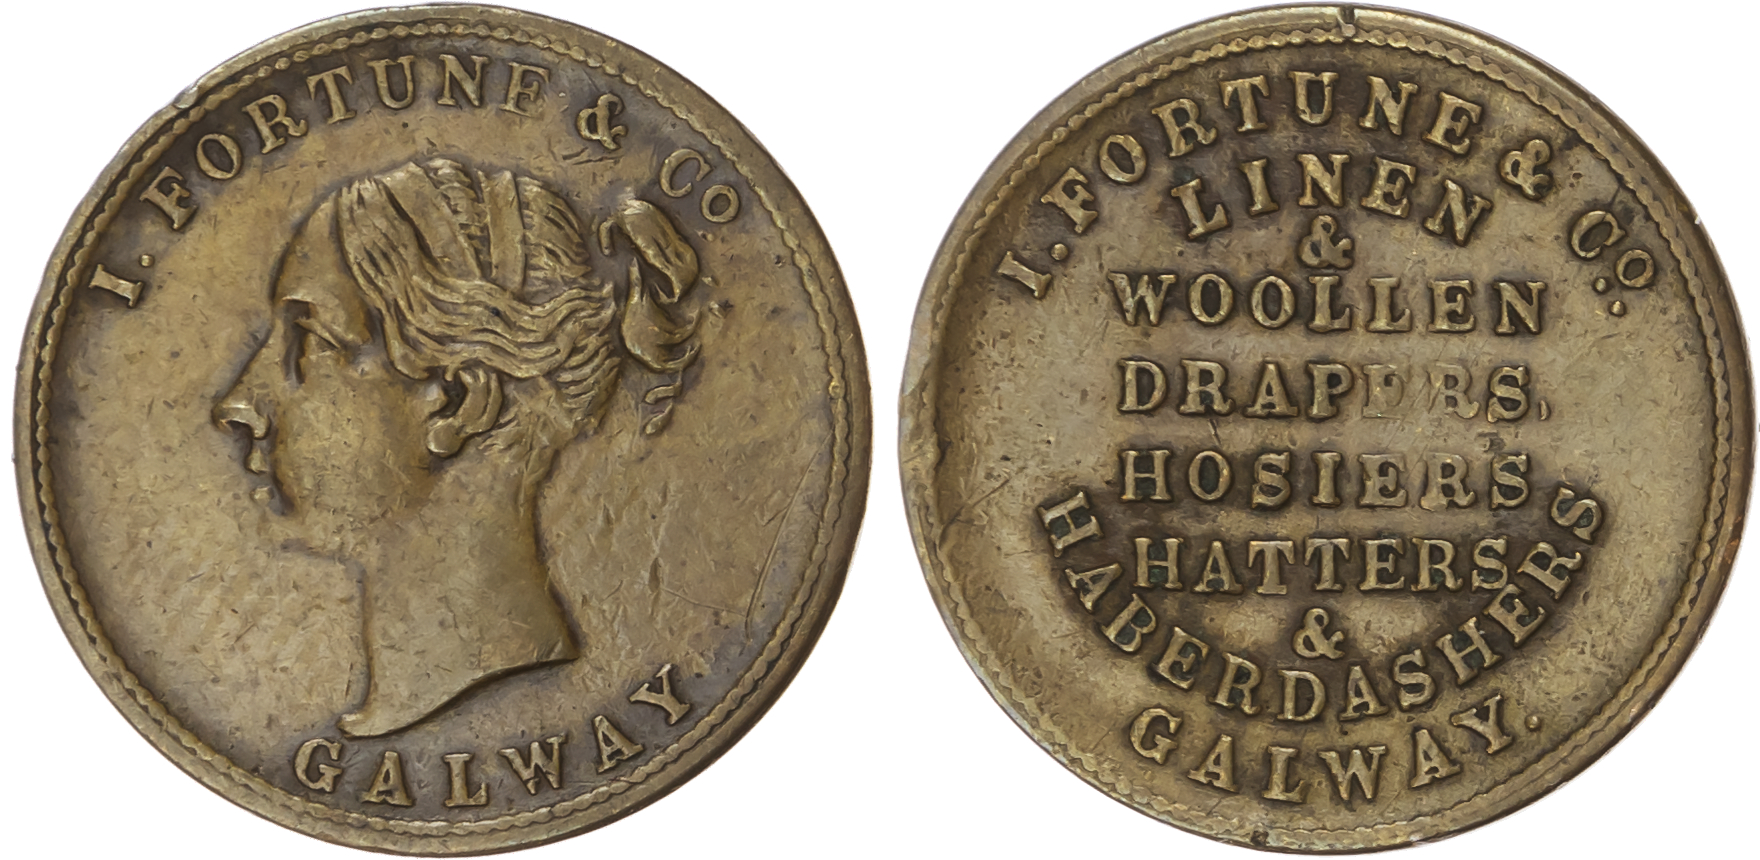 I. FORTUNE & Co
GALWAY
I. FORTUNE & Co.
LINEN
&
WOOLLEN
DRAPERS,
HOSIERS
HATTERS
&
HABERDASHERS
GALWAY.